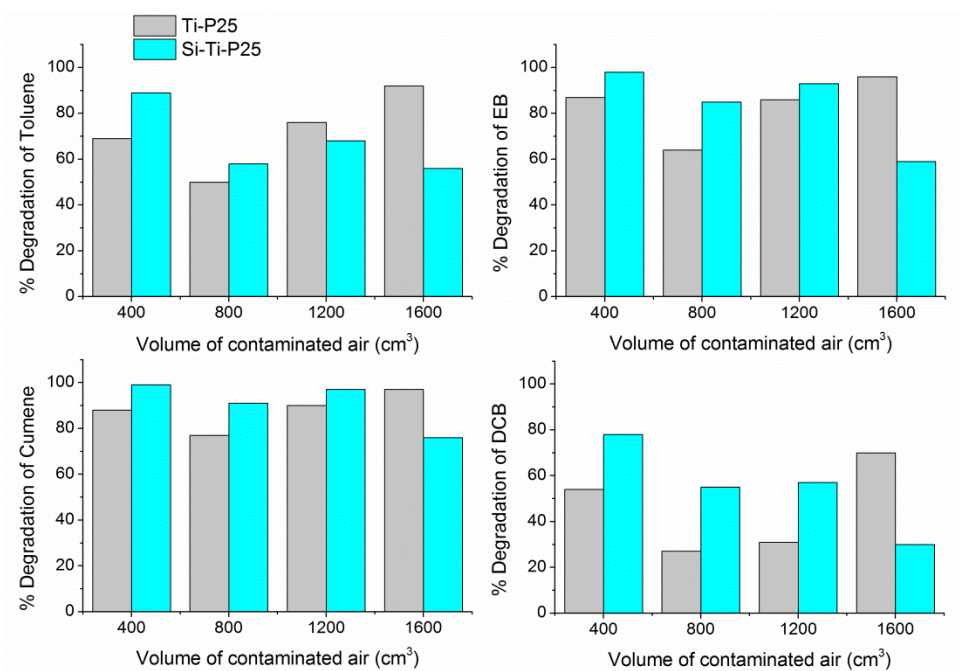 Ti-P25
Si-Ti-P25
% Degradation of Toluene
100
80
60
40
20
0
400 800 1200 1600
Volume of contaminated air (cm³)
% Degradation of EB
100
80
60
40
20
0
400 800 1200 1600
Volume of contaminated air (cm³)
% Degradation of Cumene
100
80
60
40
20
0
400 800 1200 1600
Volume of contaminated air (cm³)
% Degradation of DCB
100
80
60
40
20
0
400 800 1200 1600
Volume of contaminated air (cm³)